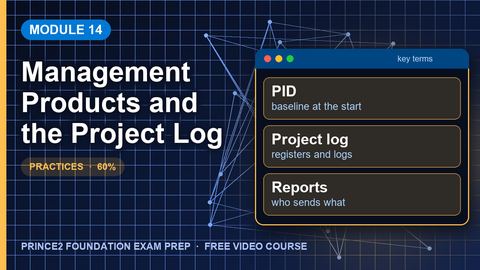 MODULE 14
Management
Products and
the Project Log
PRACTICES · 60%
key terms
PID
baseline at the start
Project log
registers and logs
Reports
who sends what
PRINCE2 FOUNDATION EXAM PREP · FREE VIDEO COURSE